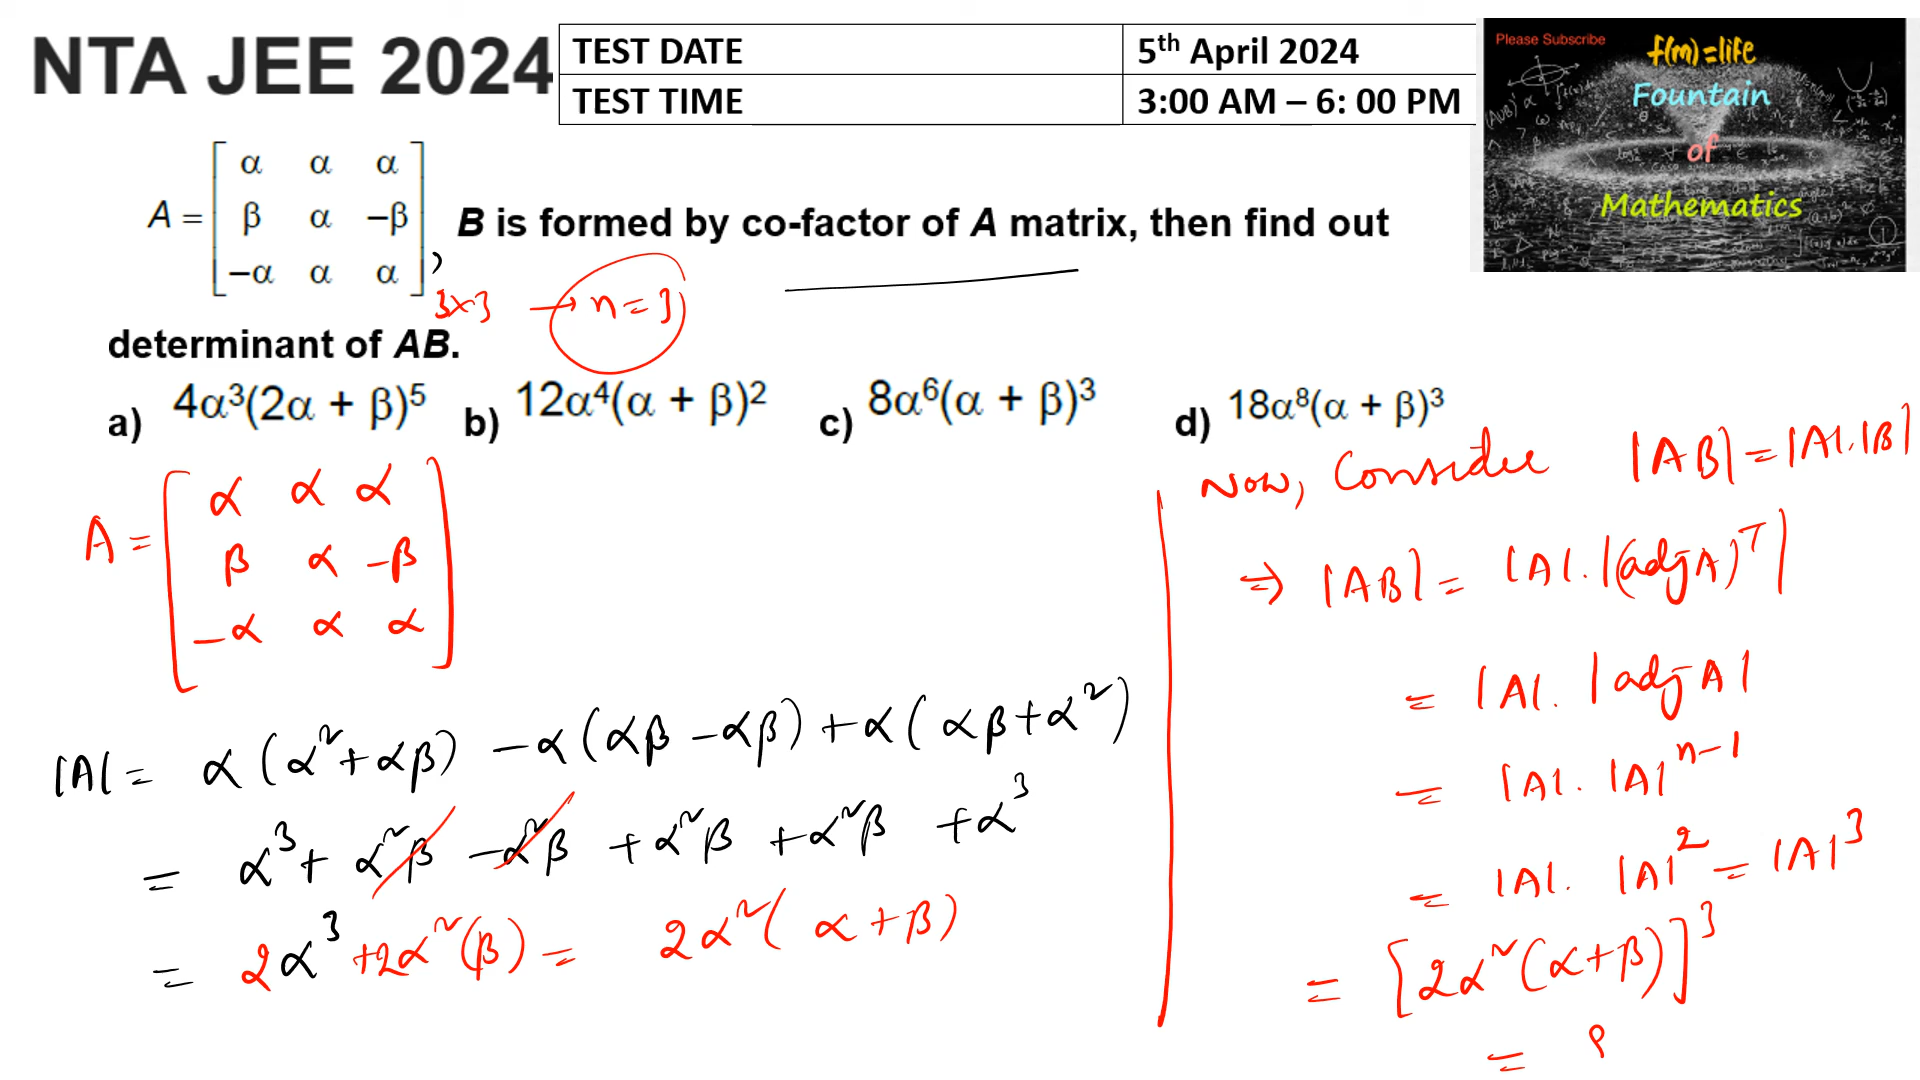 NTA JEE 2024
TEST DATE 5th April 2024
TEST TIME 3:00 AM – 6: 00 PM
Please Subscribe
f(m)=life
Fountain
of
Mathematics
A = [α α α
β α −β
−α α α], B is formed by co-factor of A matrix, then find out
3×3 → n = 3
determinant of AB.
a) 4α³(2α + β)⁵ b) 12α⁴(α + β)² c) 8α⁶(α + β)³ d) 18α⁸(α + β)³
A = [α α α
β α −β
−α α α]
|A| = α(α²+αβ) −α(αβ −αβ) +α(αβ+α²)
= α³+ α²β −α²β +α²β +α²β +α³
= 2α³ +2α²(β) = 2α²(α+β)
Now, Consider |AB| = |A|.|B|
⇒ |AB| = |A|.|(adjA)ᵀ|
= |A|. |adjA|
= |A|. |A|ⁿ⁻¹
= |A|. |A|² = |A|³
= [2α²(α+β)]³
=